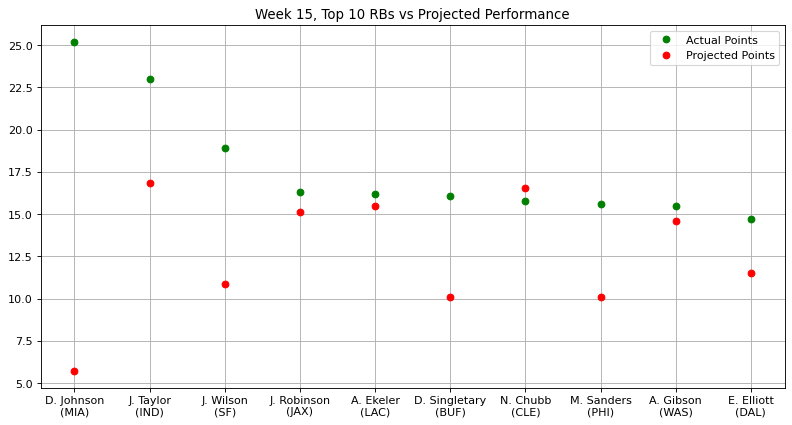 Week 15, Top 10 RBs vs Projected Performance
Actual Points
Projected Points
25.0
22.5
20.0
17.5
15.0
12.5
10.0
7.5
5.0
D. Johnson J. Taylor J. Wilson J. Robinson A. Ekeler D. Singletary N. Chubb M. Sanders A. Gibson E. Elliott
(MIA) (IND) (SF) (JAX) (LAC) (BUF) (CLE) (PHI) (WAS) (DAL)